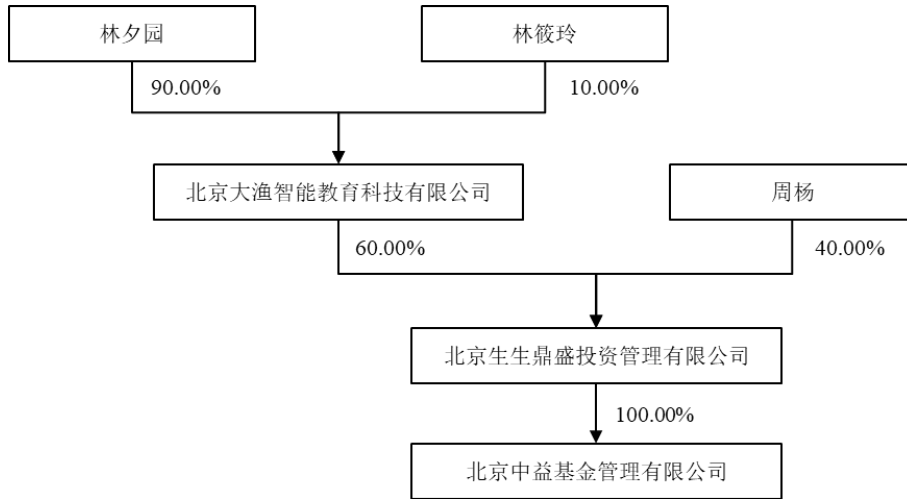 林夕园
林筱玲
90.00%
10.00%
北京大渔智能教育科技有限公司
周杨
60.00%
40.00%
北京生生鼎盛投资管理有限公司
100.00%
北京中益基金管理有限公司